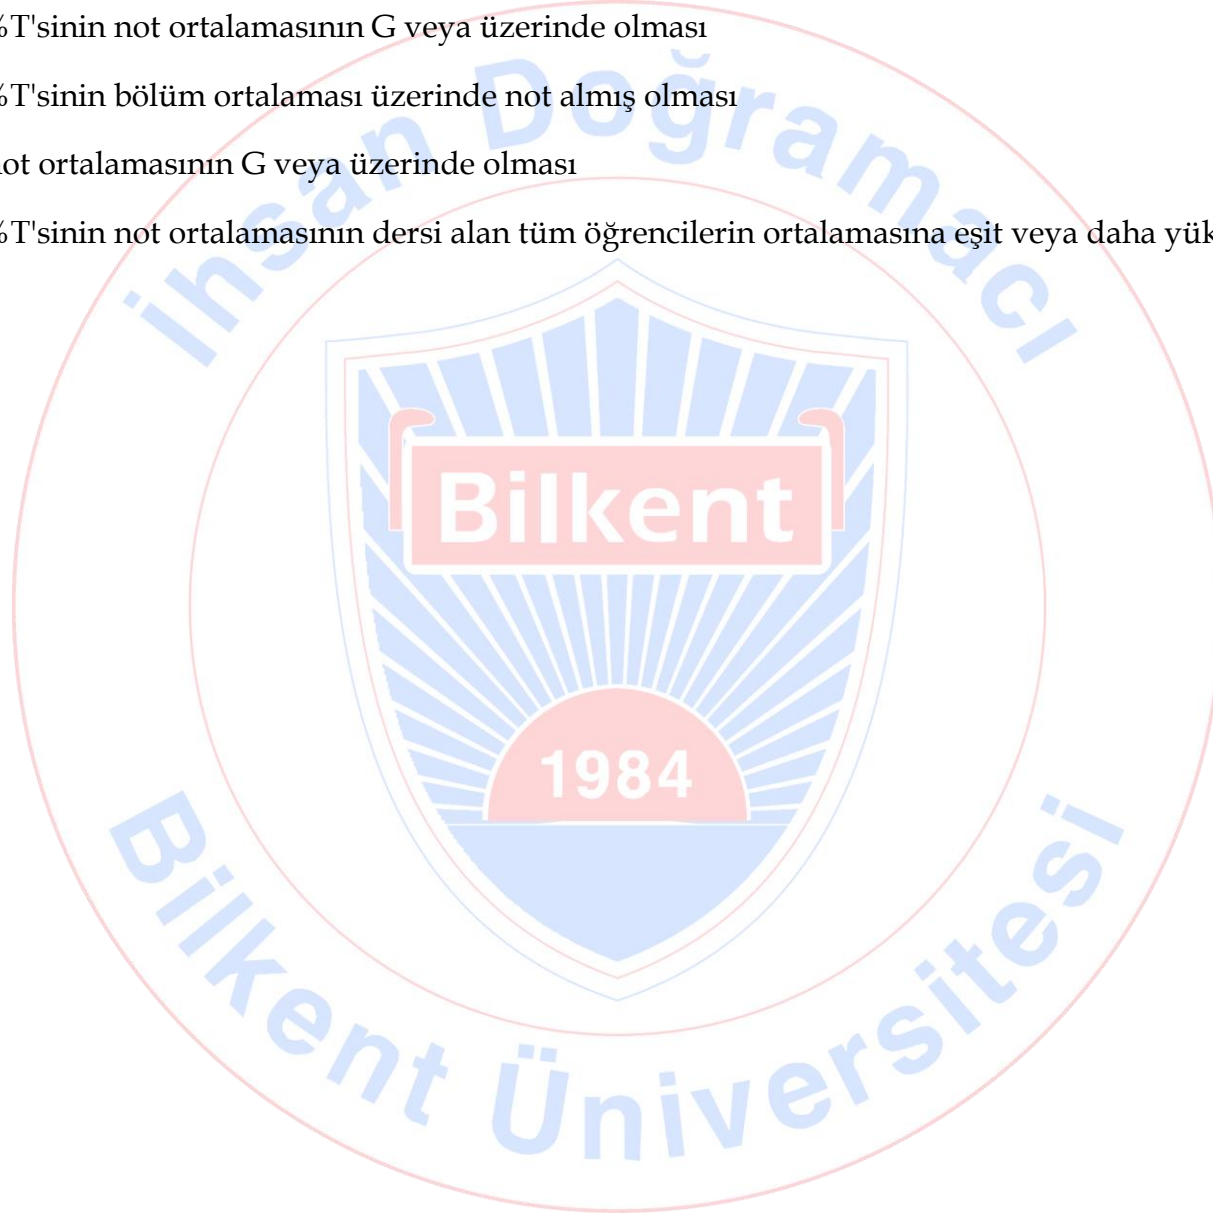 %T'sinin not ortalamasının G veya üzerinde olması
%T'sinin bölüm ortalaması üzerinde not almış olması
not ortalamasının G veya üzerinde olması
%T'sinin not ortalamasının dersi alan tüm öğrencilerin ortalamasına eşit veya daha yük
İhsan Doğramacı
Bilkent
1984
Bilkent Üniversitesi